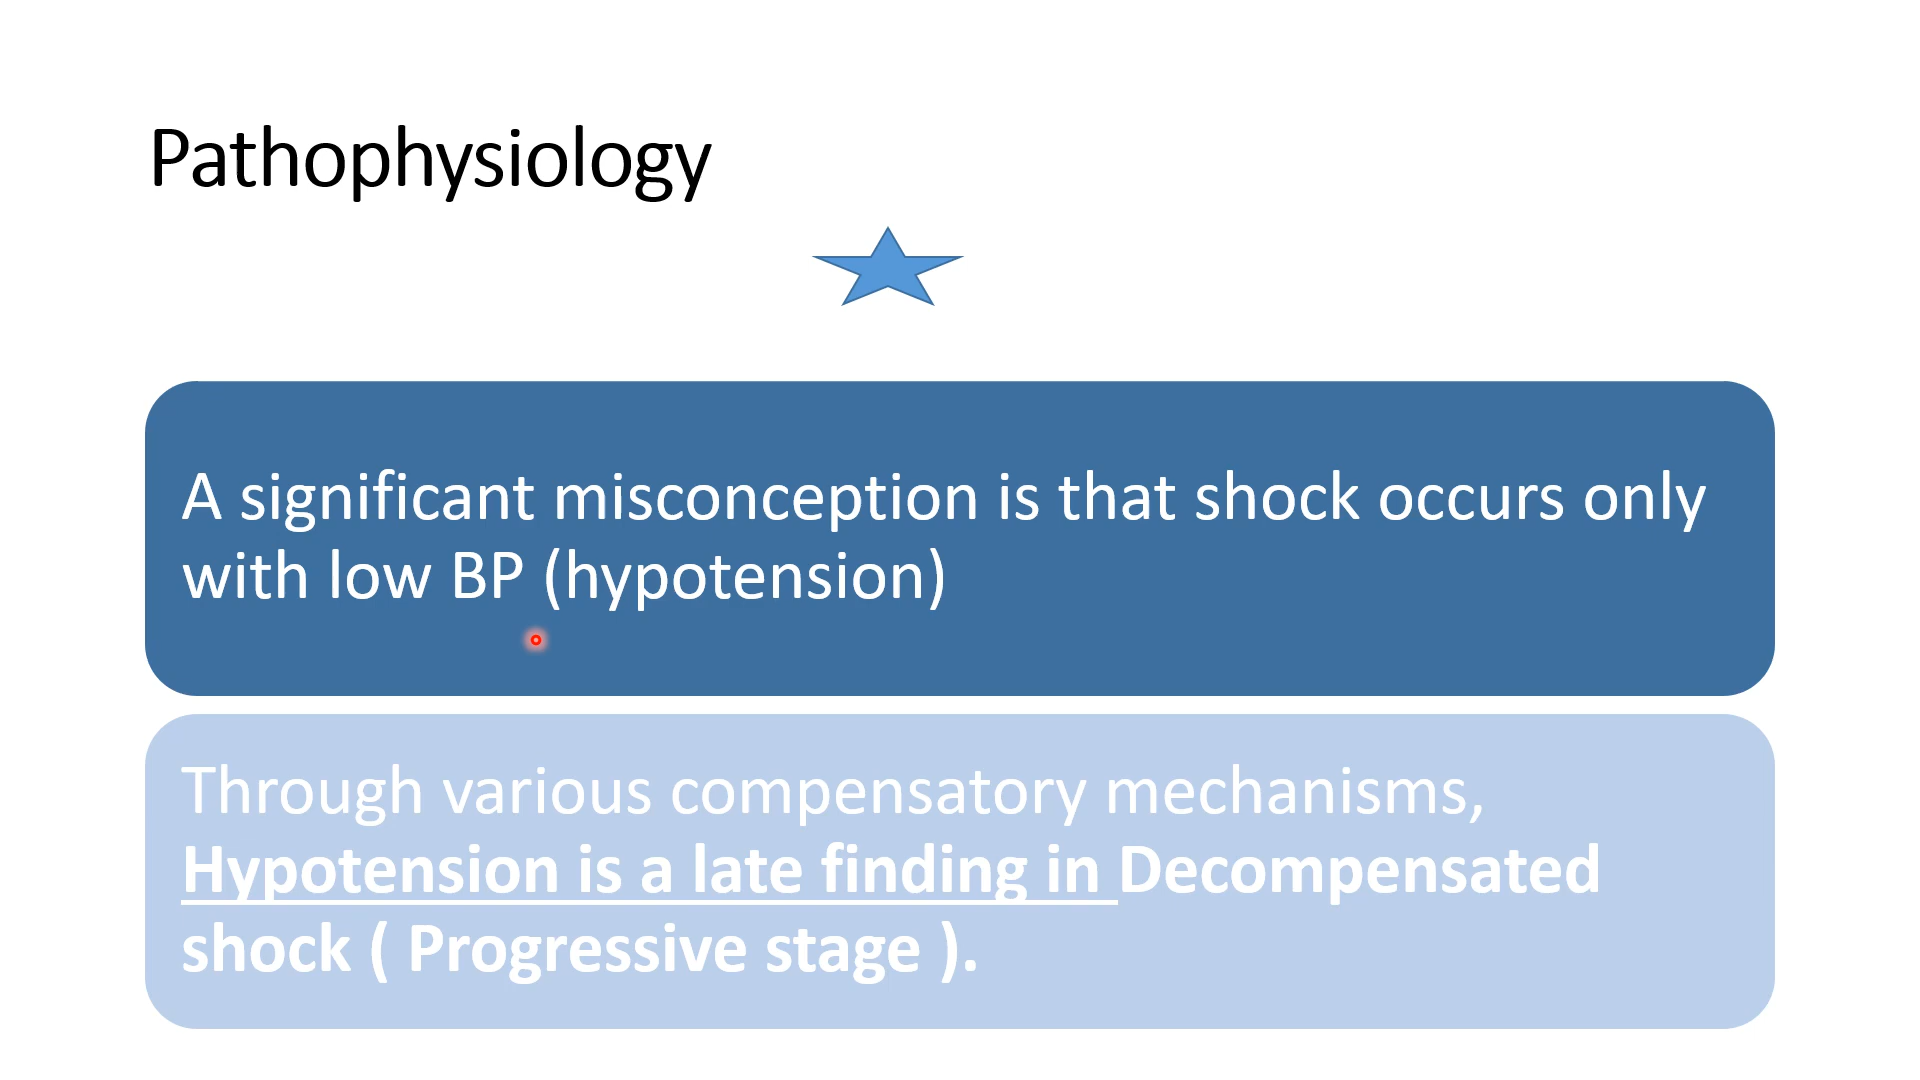 Pathophysiology
A significant misconception is that shock occurs only
with low BP (hypotension)
Through various compensatory mechanisms,
Hypotension is a late finding in Decompensated
shock ( Progressive stage ).